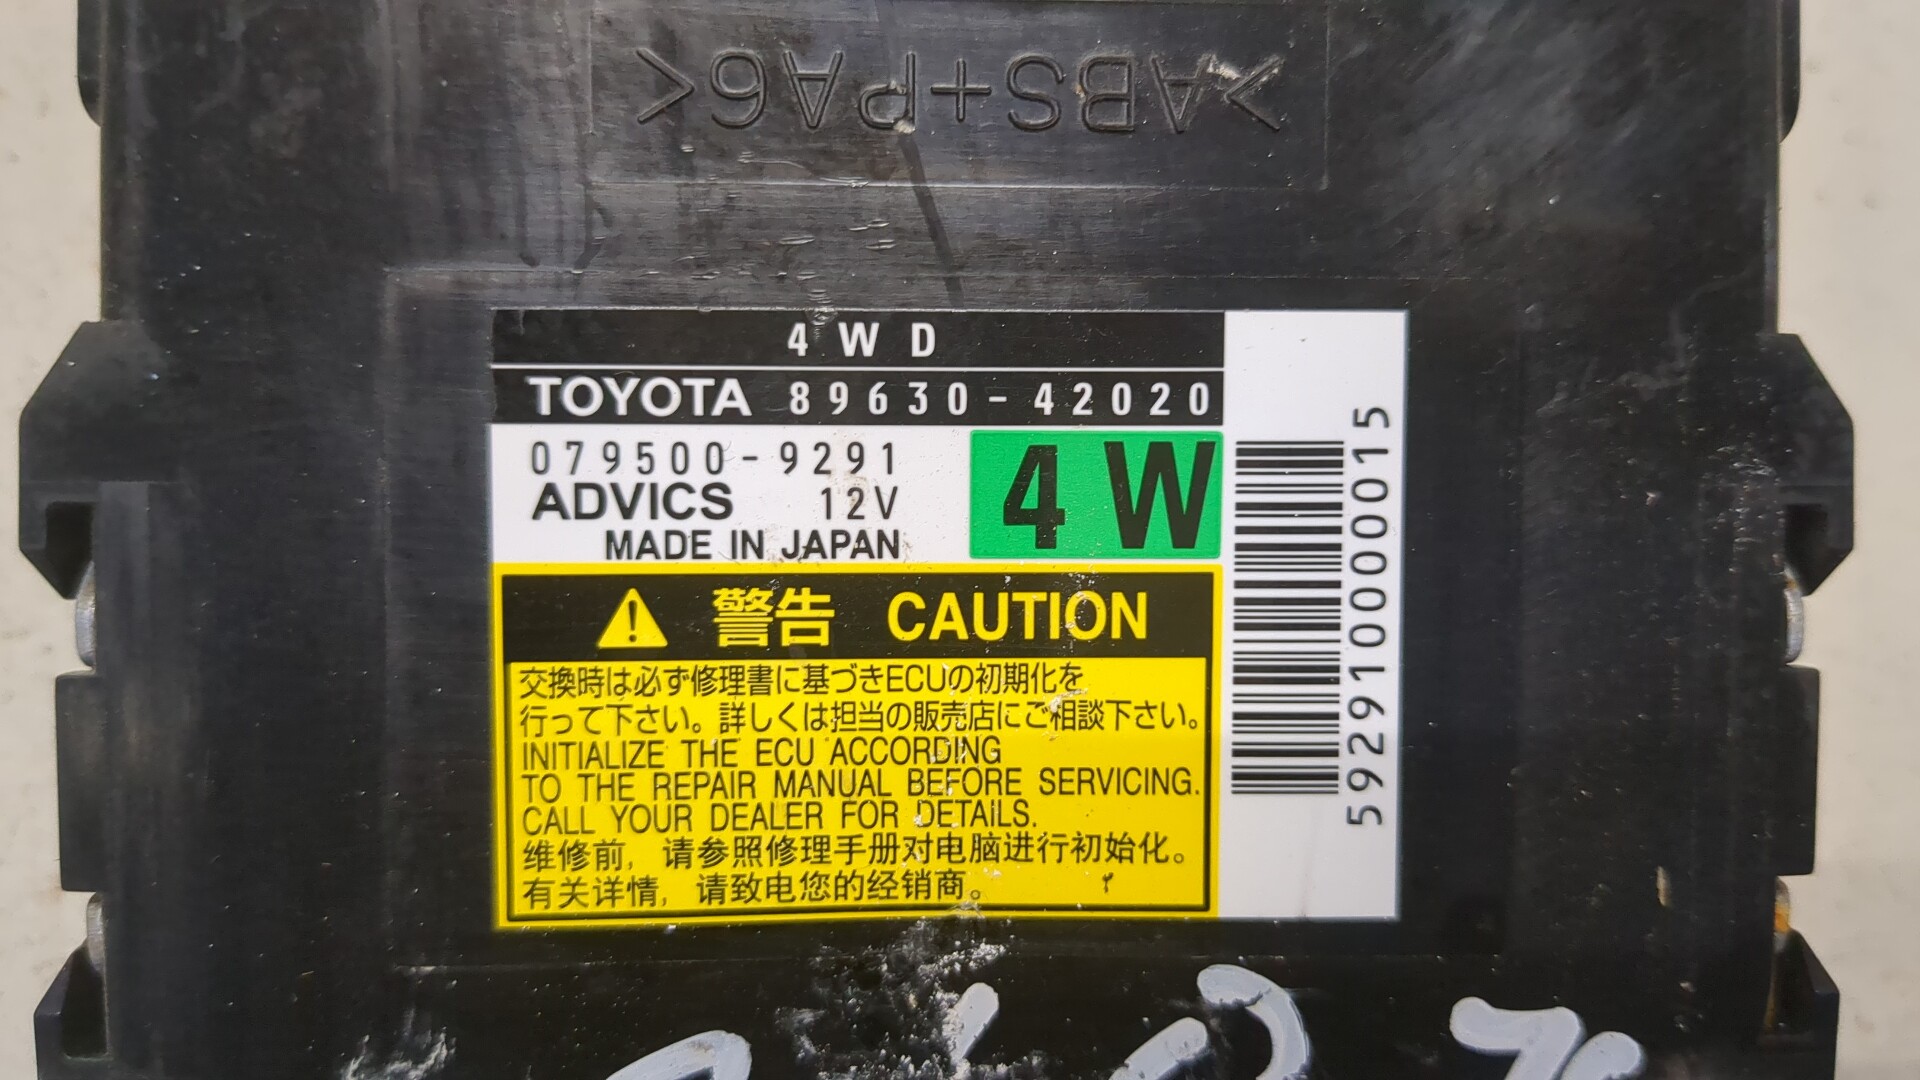 >ABS+PA6<
4WD
TOYOTA 89630-42020
079500-9291
ADVICS 12V
MADE IN JAPAN
4W
5929100000015
警告 CAUTION
交換時は必ず修理書に基づきECUの初期化を
行って下さい。詳しくは担当の販売店にご相談下さい。
INITIALIZE THE ECU ACCORDING
TO THE REPAIR MANUAL BEFORE SERVICING.
CALL YOUR DEALER FOR DETAILS.
维修前，请参照修理手册对电脑进行初始化。
有关详情，请致电您的经销商。